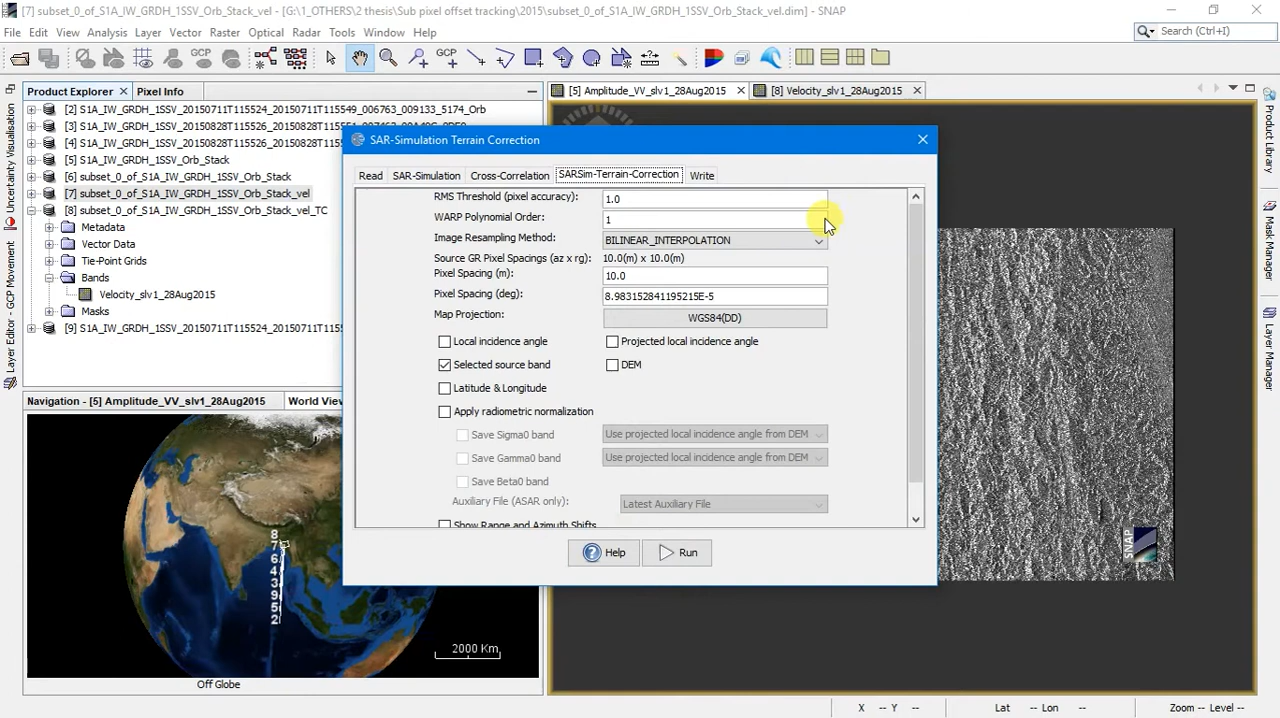 [7] subset_0_of_S1A_IW_GRDH_1SSV_Orb_Stack_vel - [G:\1_OTHERS\2 thesis\Sub pixel offset tracking\2015\subset_0_of_S1A_IW_GRDH_1SSV_Orb_Stack_vel.dim] - SNAP
File Edit View Analysis Layer Vector Raster Optical Radar Tools Window Help
Search (Ctrl+I)
GCP
GCP
Product Explorer
Pixel Info
[5] Amplitude_VV_slv1_28Aug2015
[8] Velocity_slv1_28Aug2015
[2] S1A_IW_GRDH_1SSV_20150711T115524_20150711T115549_006763_009133_5174_Orb
[5] S1A_IW_GRDH_1SSV_Orb_Stack
[6] subset_0_of_S1A_IW_GRDH_1SSV_Orb_Stack
[7] subset_0_of_S1A_IW_GRDH_1SSV_Orb_Stack_vel
[8] subset_0_of_S1A_IW_GRDH_1SSV_Orb_Stack_vel_TC
Metadata
Vector Data
Tie-Point Grids
Bands
Velocity_slv1_28Aug2015
Masks
Uncertainty Visualisation
Layer Editor - GCP Movement
Product Library
Mask Manager
Layer Manager
SAR-Simulation Terrain Correction
Read
SAR-Simulation
Cross-Correlation
SARSim-Terrain-Correction
Write
RMS Threshold (pixel accuracy): 1.0
WARP Polynomial Order: 1
Image Resampling Method: BILINEAR_INTERPOLATION
Source GR Pixel Spacings (az x rg): 10.0(m) x 10.0(m)
Pixel Spacing (m): 10.0
Pixel Spacing (deg): 8.983152841195215E-5
Map Projection: WGS84(DD)
Local incidence angle
Projected local incidence angle
Selected source band
DEM
Latitude & Longitude
Apply radiometric normalization
Save Sigma0 band Use projected local incidence angle from DEM
Save Gamma0 band Use projected local incidence angle from DEM
Save Beta0 band
Auxiliary File (ASAR only): Latest Auxiliary File
Show Range and Azimuth Shifts
Help
Run
Navigation - [5] Amplitude_VV_slv1_28Aug2015
8
7
6
4
3
9
5
2
2000 Km
Off Globe
SNAP
X -- Y -- Lat -- Lon -- Zoom -- Level --